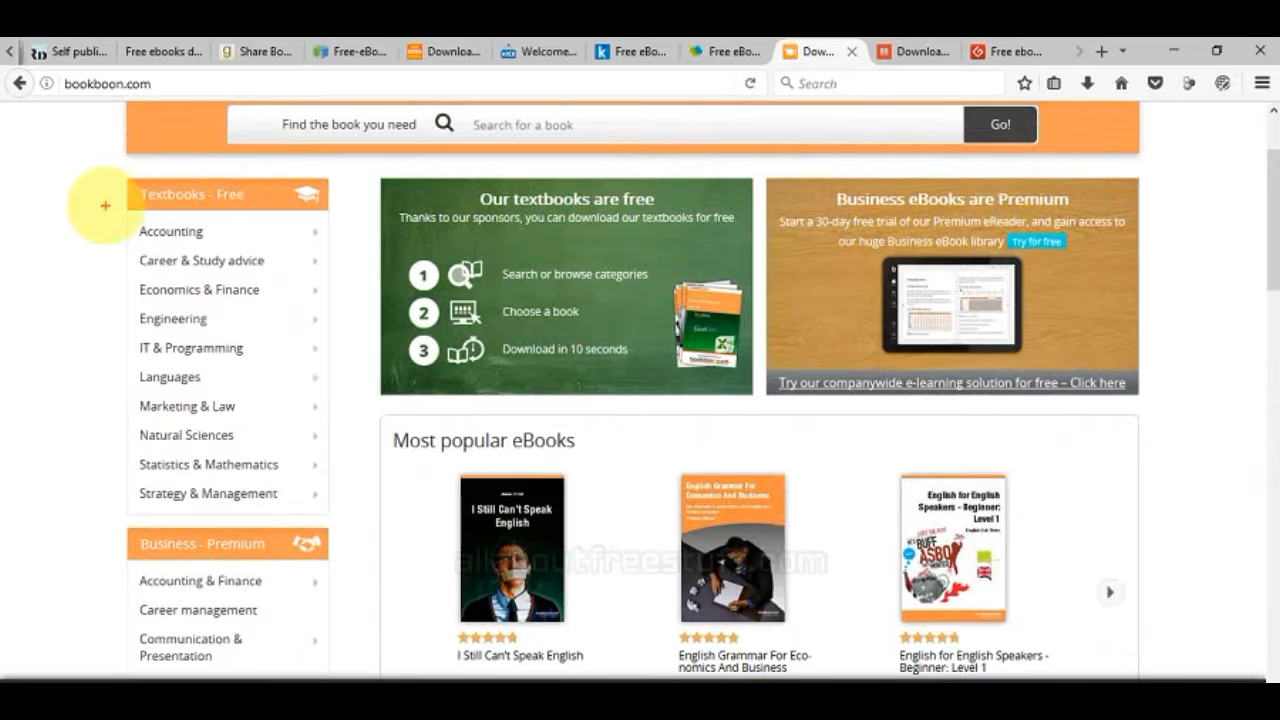 Self publi...
Free ebooks d...
Share Bo...
Free-eBo...
Downloa...
Welcome...
Free eBo...
Free eBo...
Dow...
Downloa...
Free ebo...
bookboon.com
Search
Find the book you need
Search for a book
Go!
Textbooks - Free
Accounting
Career & Study advice
Economics & Finance
Engineering
IT & Programming
Languages
Marketing & Law
Natural Sciences
Statistics & Mathematics
Strategy & Management
Business - Premium
Accounting & Finance
Career management
Communication &
Presentation
Our textbooks are free
Thanks to our sponsors, you can download our textbooks for free
1 Search or browse categories
2 Choose a book
3 Download in 10 seconds
Business eBooks are Premium
Start a 30-day free trial of our Premium eReader, and gain access to
our huge Business eBook library Try for free
Try our companywide e-learning solution for free – Click here
Most popular eBooks
I Still Can't Speak
English
English Grammar For
Economics And Business
English for English
Speakers - Beginner:
Level 1
I Still Can't Speak English
English Grammar For Eco-
nomics And Business
English for English Speakers -
Beginner: Level 1